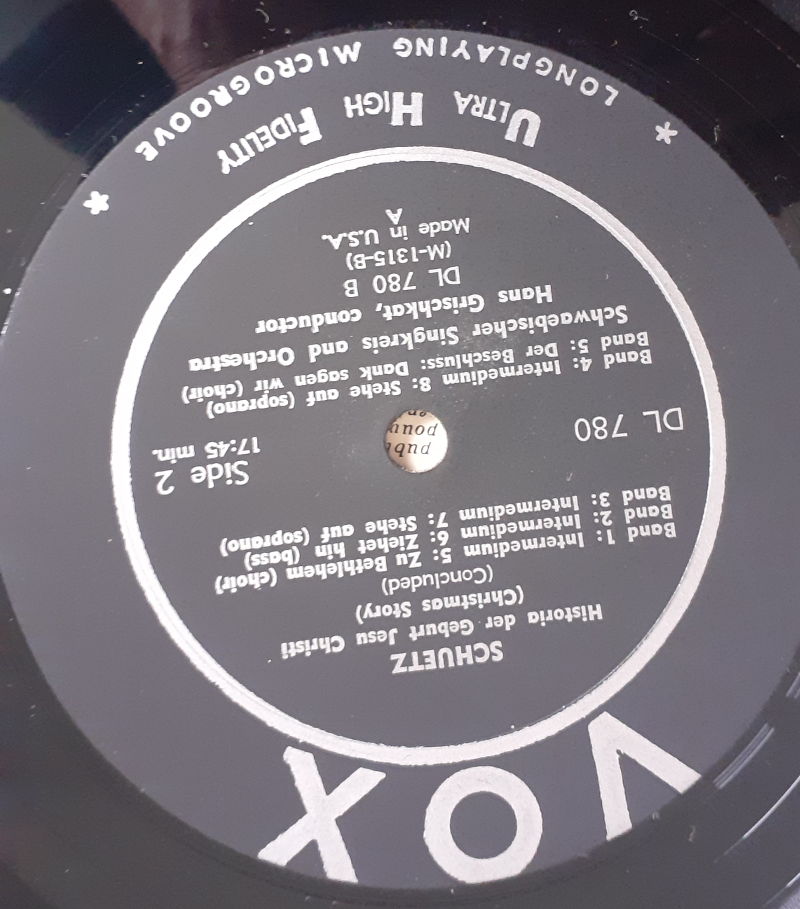 VOX
SCHUETZ
Historia der Geburt Jesu Christi
(Christmas Story)
(Concluded)
Band 1: Intermedium 5: Zu Bethlehem (choir)
Band 2: Intermedium 6: Ziehet hin (bass)
Band 3: Intermedium 7: Stehe auf (soprano)
DL 780
Side 2
17:45 min.
Band 4: Intermedium 8: Stehe auf (soprano)
Band 5: Der Beschluss: Dank sagen wir (choir)
Schwaebischer Singkreis and Orchestra
Hans Grischkat, conductor
DL 780 B
(M-1315-B)
Made in U.S.A.
A
ULTRA HIGH FIDELITY
* LONGPLAYING MICROGROOVE *